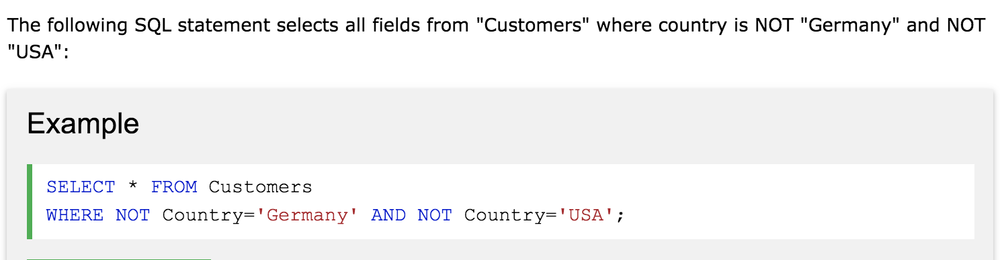 The following SQL statement selects all fields from "Customers" where country is NOT "Germany" and NOT
"USA":
Example
SELECT * FROM Customers
WHERE NOT Country='Germany' AND NOT Country='USA';